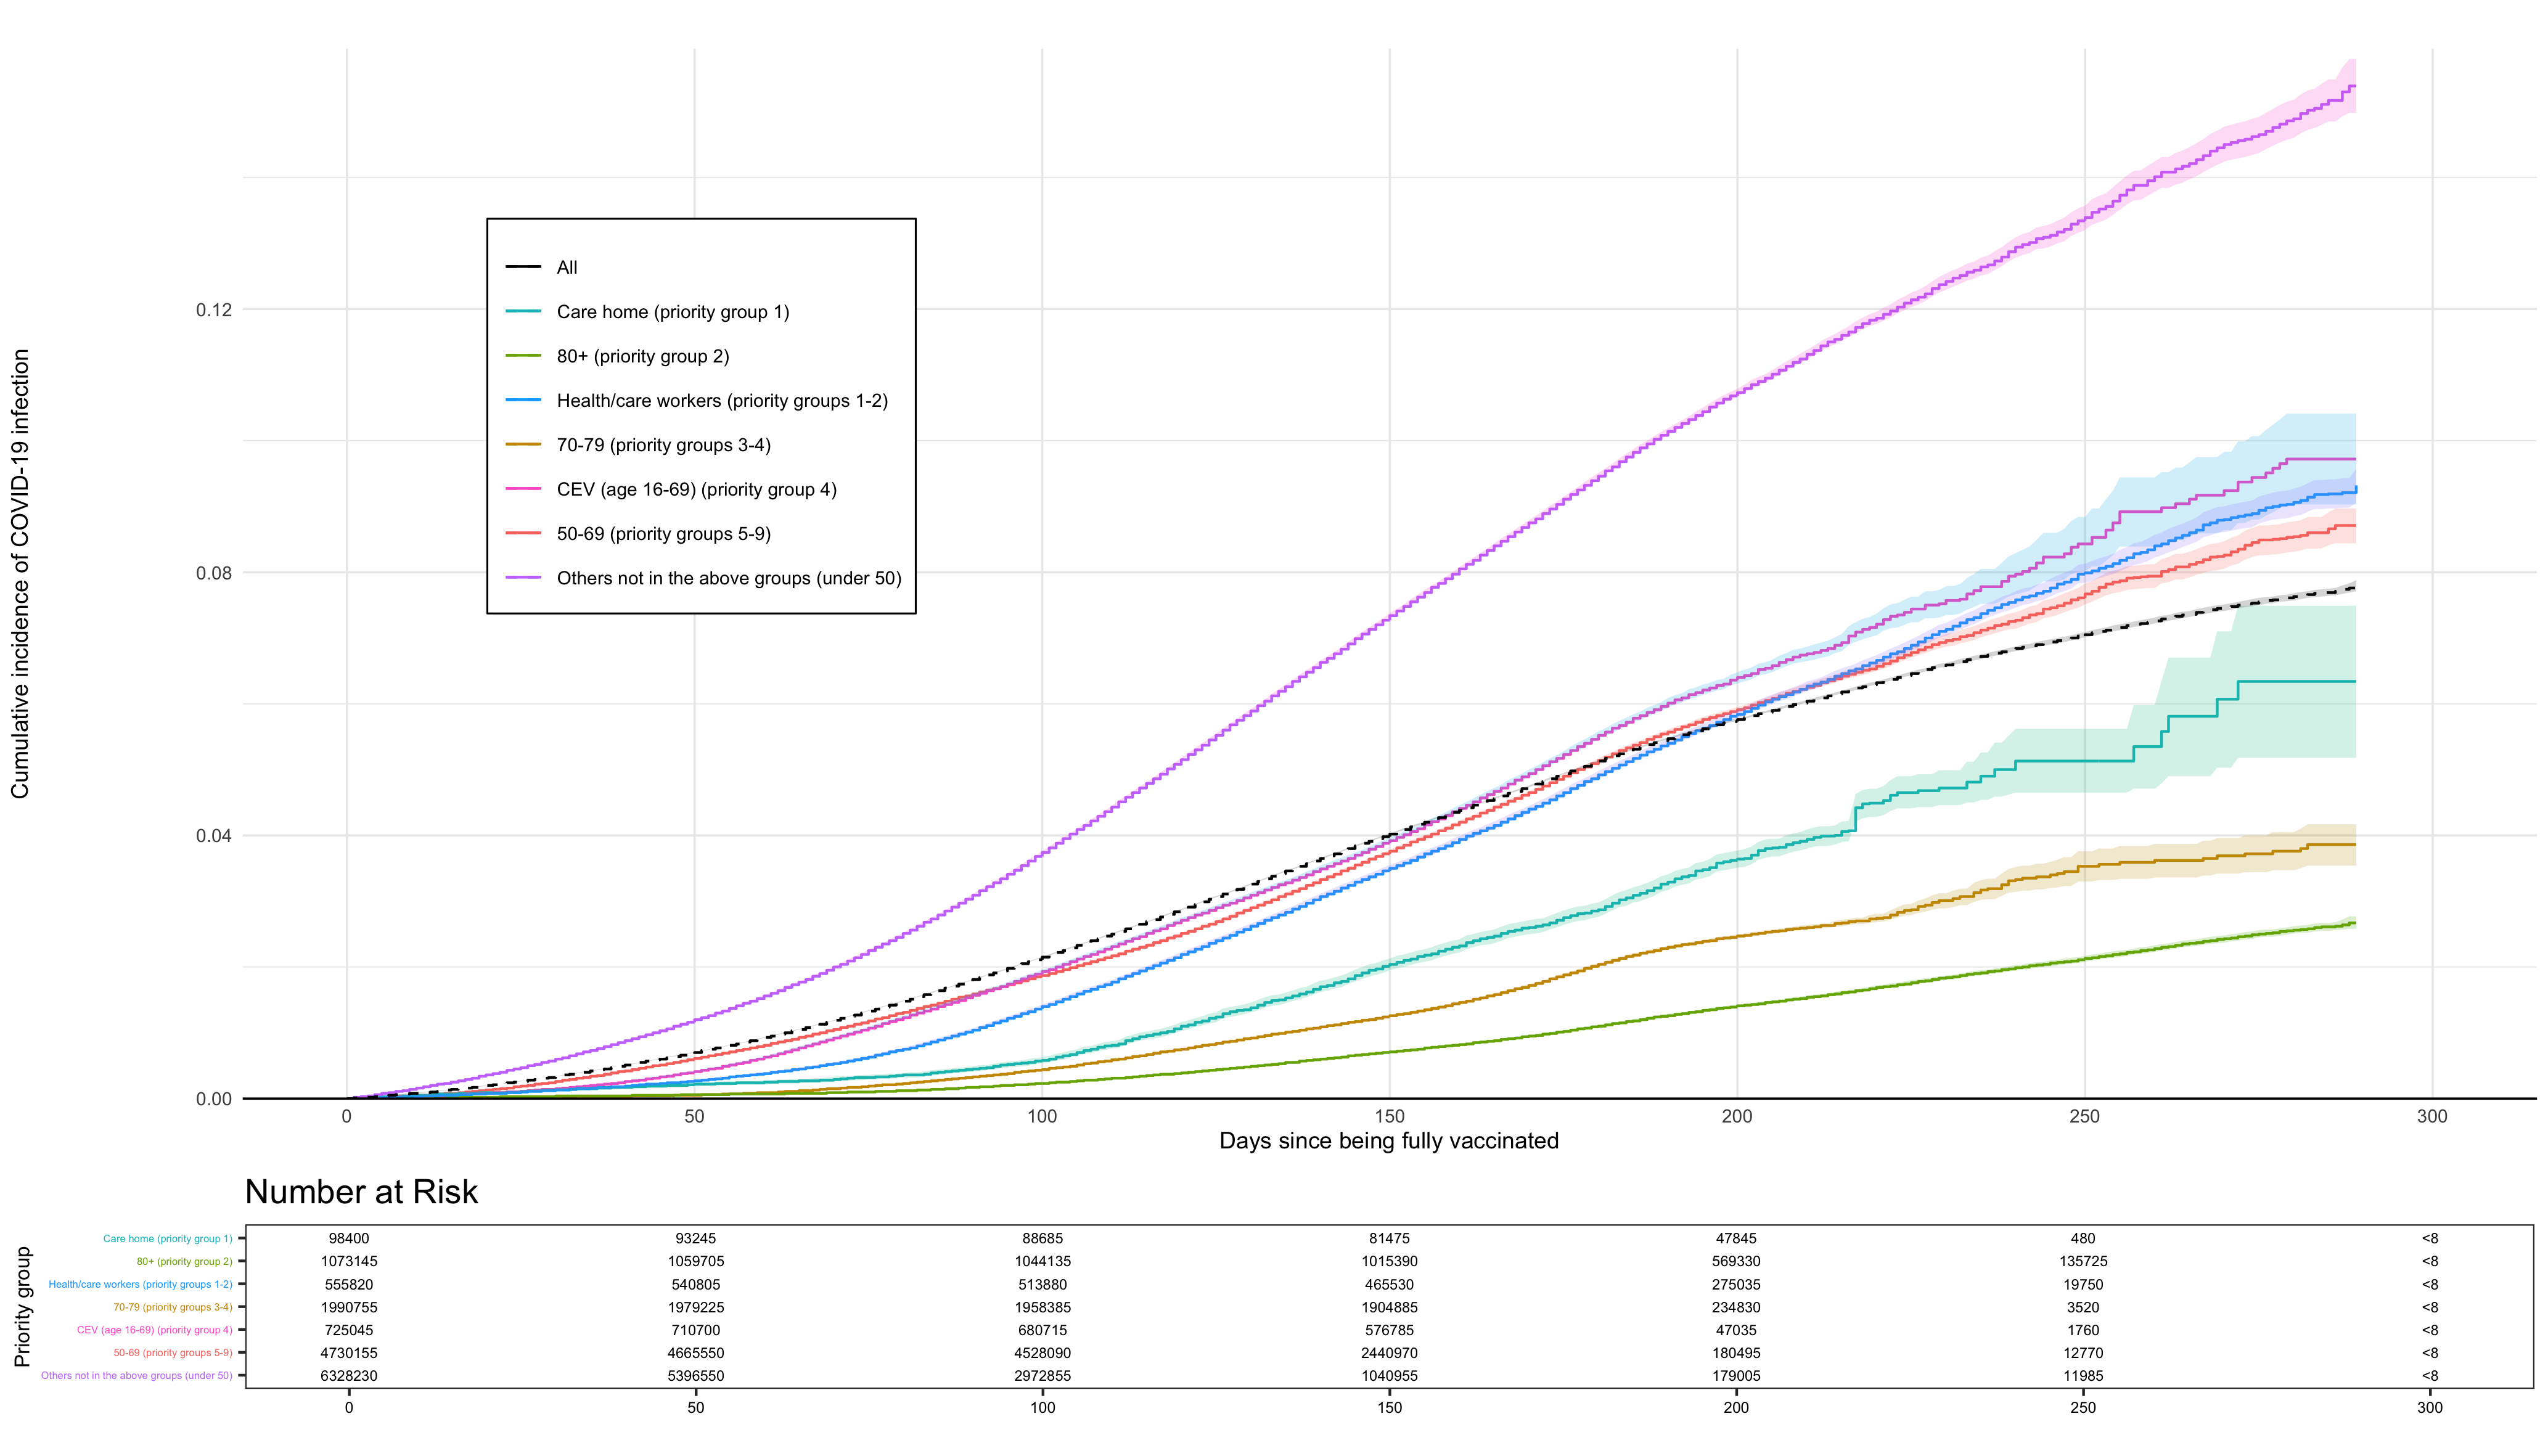 Cumulative incidence of COVID-19 infection
0.12
0.08
0.04
0.00
All
Care home (priority group 1)
80+ (priority group 2)
Health/care workers (priority groups 1-2)
70-79 (priority groups 3-4)
CEV (age 16-69) (priority group 4)
50-69 (priority groups 5-9)
Others not in the above groups (under 50)
0 50 100 150 200 250 300
Days since being fully vaccinated
Number at Risk
Priority group
Care home (priority group 1) 98400 93245 88685 81475 47845 480 <8
80+ (priority group 2) 1073145 1059705 1044135 1015390 569330 135725 <8
Health/care workers (priority groups 1-2) 555820 540805 513880 465530 275035 19750 <8
70-79 (priority groups 3-4) 1990755 1979225 1958385 1904885 234830 3520 <8
CEV (age 16-69) (priority group 4) 725045 710700 680715 576785 47035 1760 <8
50-69 (priority groups 5-9) 4730155 4665550 4528090 2440970 180495 12770 <8
Others not in the above groups (under 50) 6328230 5396550 2972855 1040955 179005 11985 <8
0 50 100 150 200 250 300